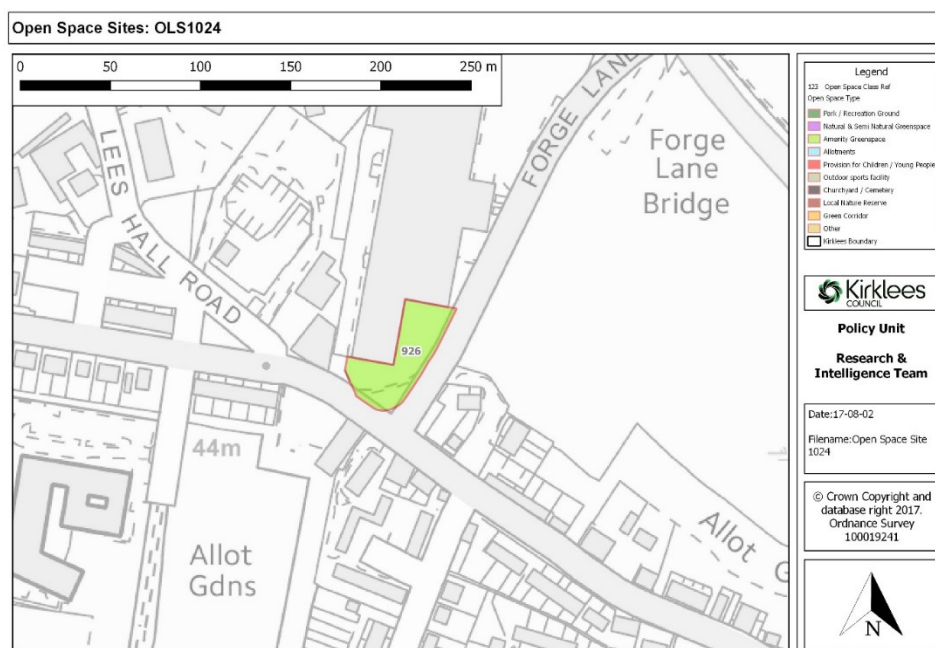 Open Space Sites: OLS1024
0 50 100 150 200 250 m
LEES HALL ROAD
FORGE LANE
Forge
Lane
Bridge
926
44m
Allot
Gdns
Allot G
Legend
123 Open Space Class Ref
Open Space Type
Park / Recreation Ground
Natural & Semi Natural Greenspace
Amenity Greenspace
Allotments
Provision for Children / Young People
Outdoor sports facility
Churchyard / Cemetery
Local Nature Reserve
Green Corridor
Other
Kirklees Boundary
Kirklees
COUNCIL
Policy Unit
Research &
Intelligence Team
Date:17-08-02
Filename:Open Space Site
1024
© Crown Copyright and
database right 2017.
Ordnance Survey
100019241
N